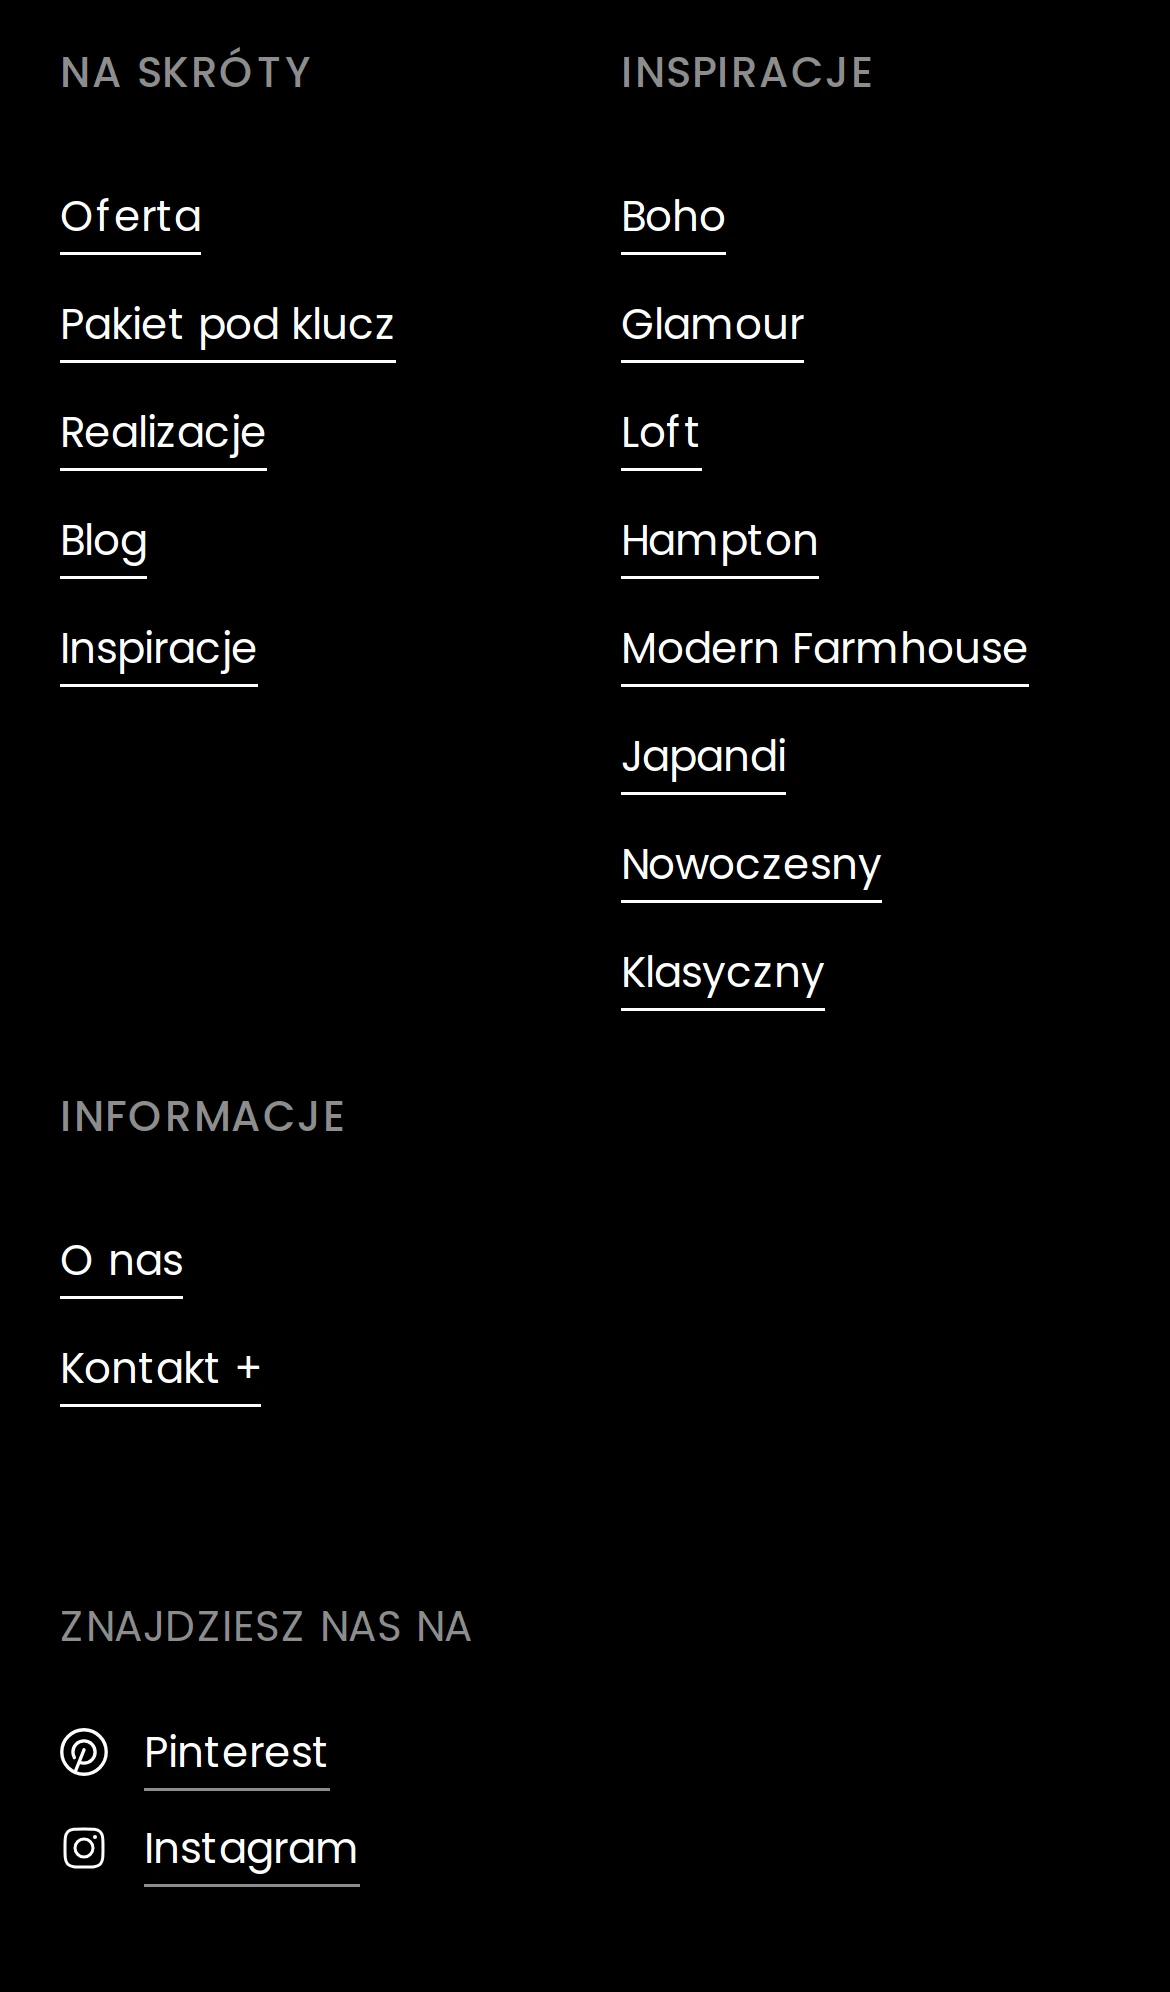 NA SKRÓTY
Oferta
Pakiet pod klucz
Realizacje
Blog
Inspiracje
INSPIRACJE
Boho
Glamour
Loft
Hampton
Modern Farmhouse
Japandi
Nowoczesny
Klasyczny
INFORMACJE
O nas
Kontakt +
ZNAJDZIESZ NAS NA
Pinterest
Instagram